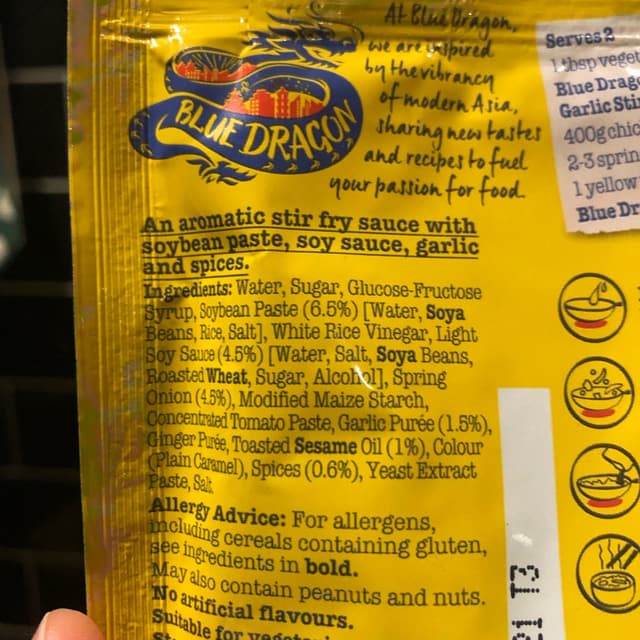 BLUE DRAGON
At Blue Dragon,
we are inspired
by the vibrancy
of modern Asia,
sharing new tastes
and recipes to fuel
your passion for food.
An aromatic stir fry sauce with
soybean paste, soy sauce, garlic
and spices.
Ingredients: Water, Sugar, Glucose-Fructose
Syrup, Soybean Paste (6.5%) [Water, Soya
Beans, Rice, Salt], White Rice Vinegar, Light
Soy Sauce (4.5%) [Water, Salt, Soya Beans,
Roasted Wheat, Sugar, Alcohol], Spring
Onion (4.5%), Modified Maize Starch,
Concentrated Tomato Paste, Garlic Purée (1.5%),
Ginger Purée, Toasted Sesame Oil (1%), Colour
(Plain Caramel), Spices (0.6%), Yeast Extract
Paste, Salt.
Allergy Advice: For allergens,
including cereals containing gluten,
see ingredients in bold.
May also contain peanuts and nuts.
No artificial flavours.
Suitable for
Serves 2
1 tbsp
Blue
Garlic
400g
2-3
1 yellow
Blue